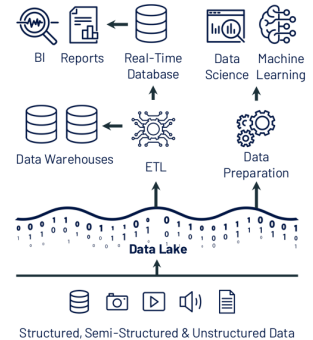 BI Reports Real-Time Data Machine
Database Science Learning
Data Warehouses
ETL Data
Preparation
Data Lake
Structured, Semi-Structured & Unstructured Data